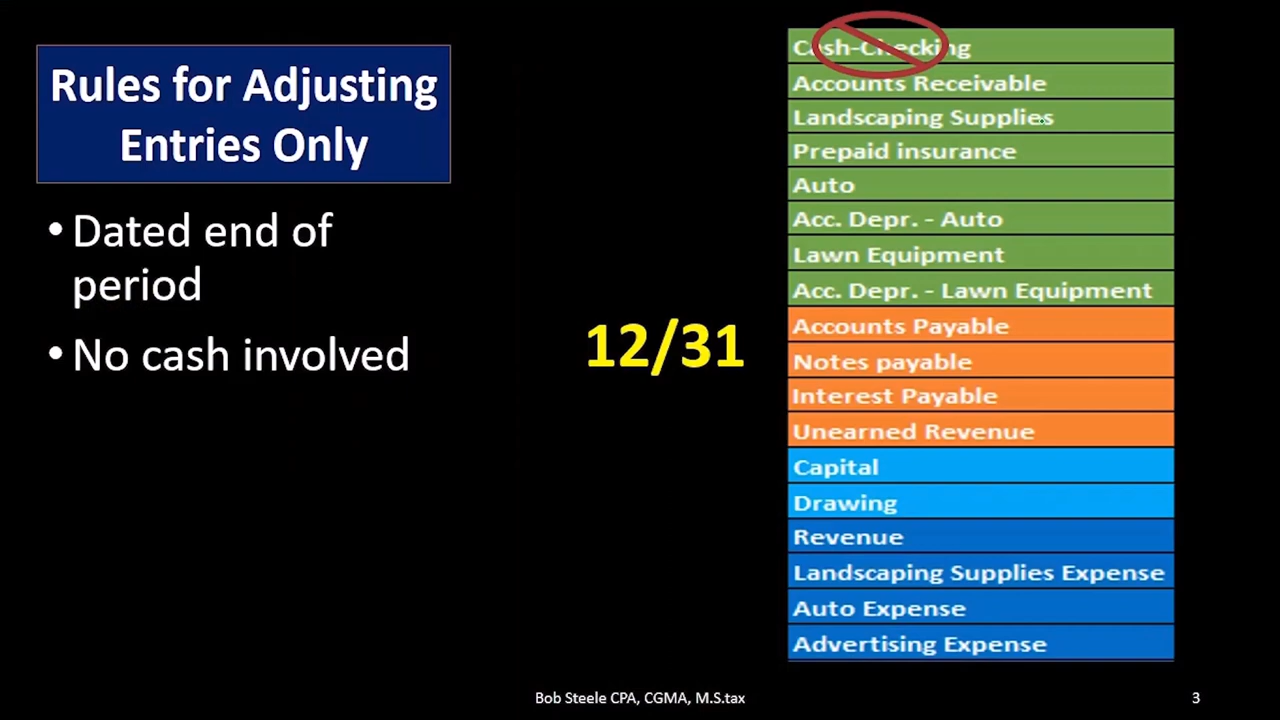 Rules for Adjusting
Entries Only
• Dated end of
period
• No cash involved
12/31
Cash-Checking
Accounts Receivable
Landscaping Supplies
Prepaid insurance
Auto
Acc. Depr. - Auto
Lawn Equipment
Acc. Depr. - Lawn Equipment
Accounts Payable
Notes payable
Interest Payable
Unearned Revenue
Capital
Drawing
Revenue
Landscaping Supplies Expense
Auto Expense
Advertising Expense
Bob Steele CPA, CGMA, M.S.tax
3